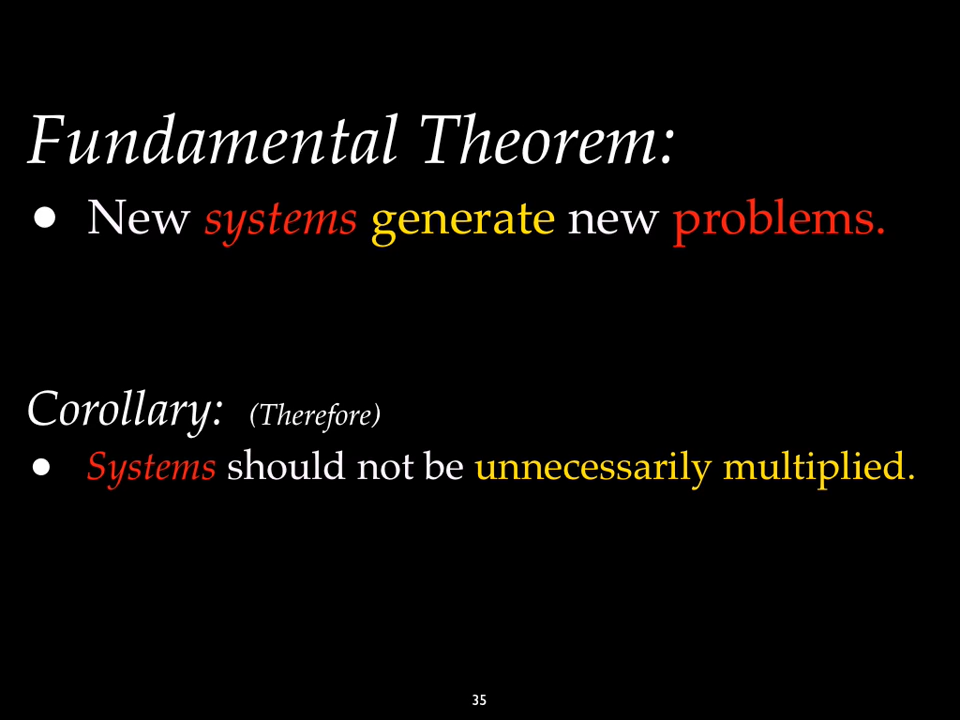 Fundamental Theorem:
• New systems generate new problems.
Corollary: (Therefore)
• Systems should not be unnecessarily multiplied.
35